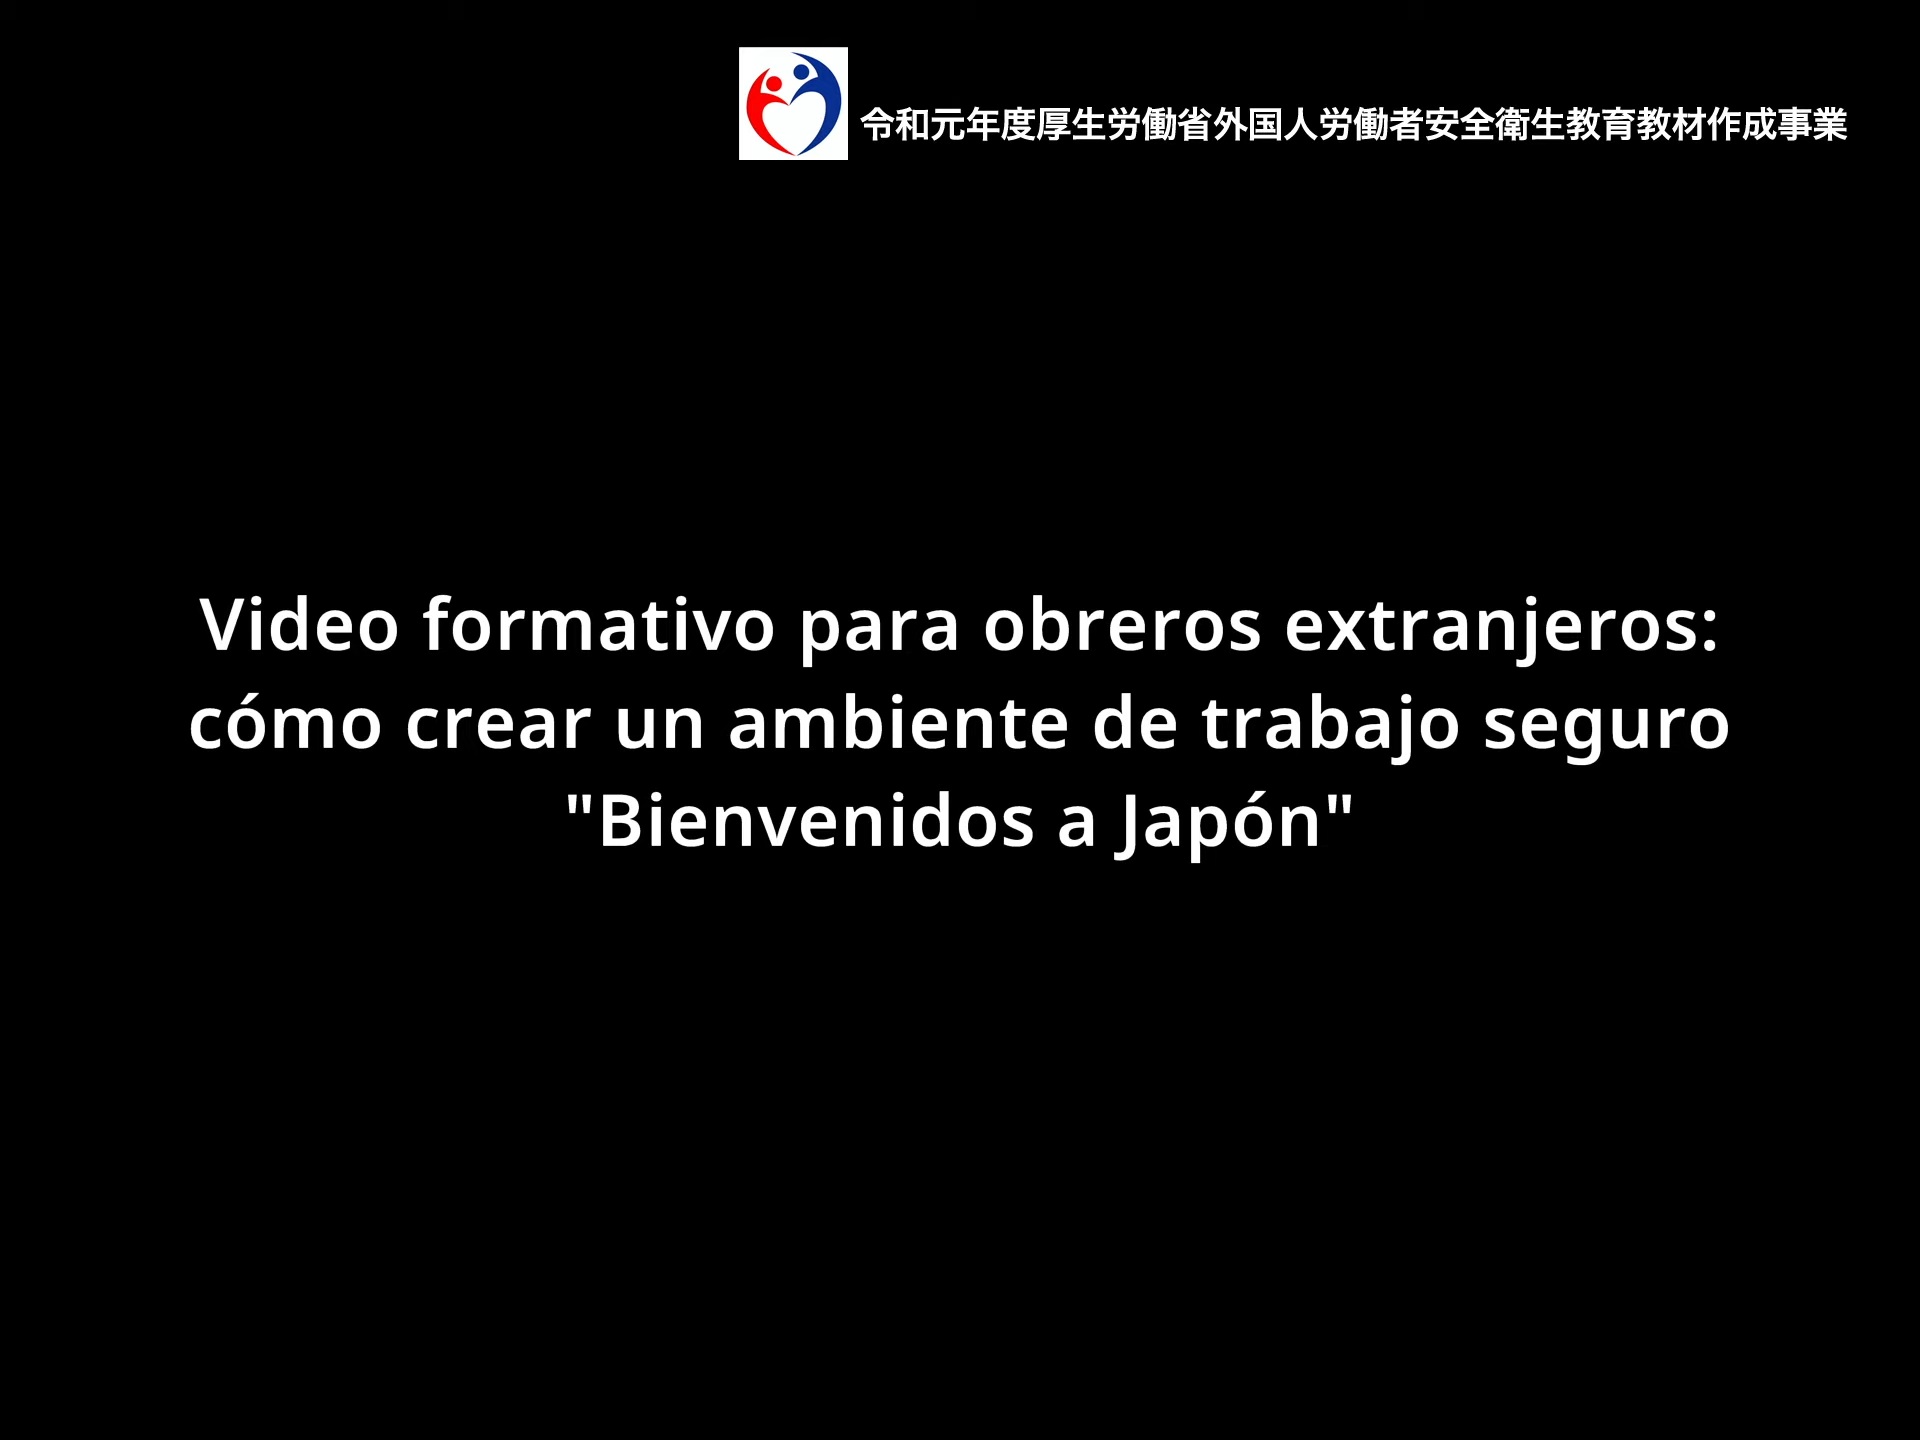 令和元年度厚生労働省外国人労働者安全衛生教育教材作成事業
Video formativo para obreros extranjeros:
cómo crear un ambiente de trabajo seguro
"Bienvenidos a Japón"